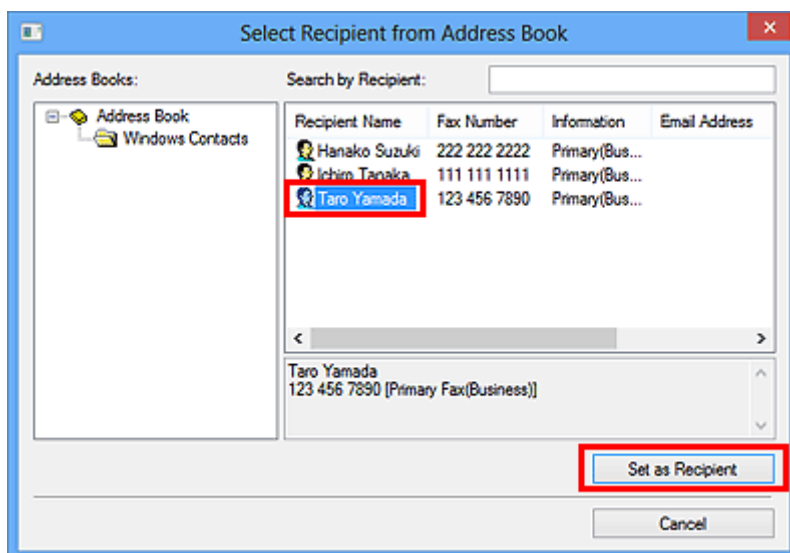 Select Recipient from Address Book
Address Books:
Search by Recipient:
Address Book
Windows Contacts
Recipient Name Fax Number Information Email Address
Hanako Suzuki 222 222 2222 Primary(Bus...
Ichiro Tanaka 111 111 1111 Primary(Bus...
Taro Yamada 123 456 7890 Primary(Bus...
Taro Yamada
123 456 7890 [Primary Fax(Business)]
Set as Recipient
Cancel